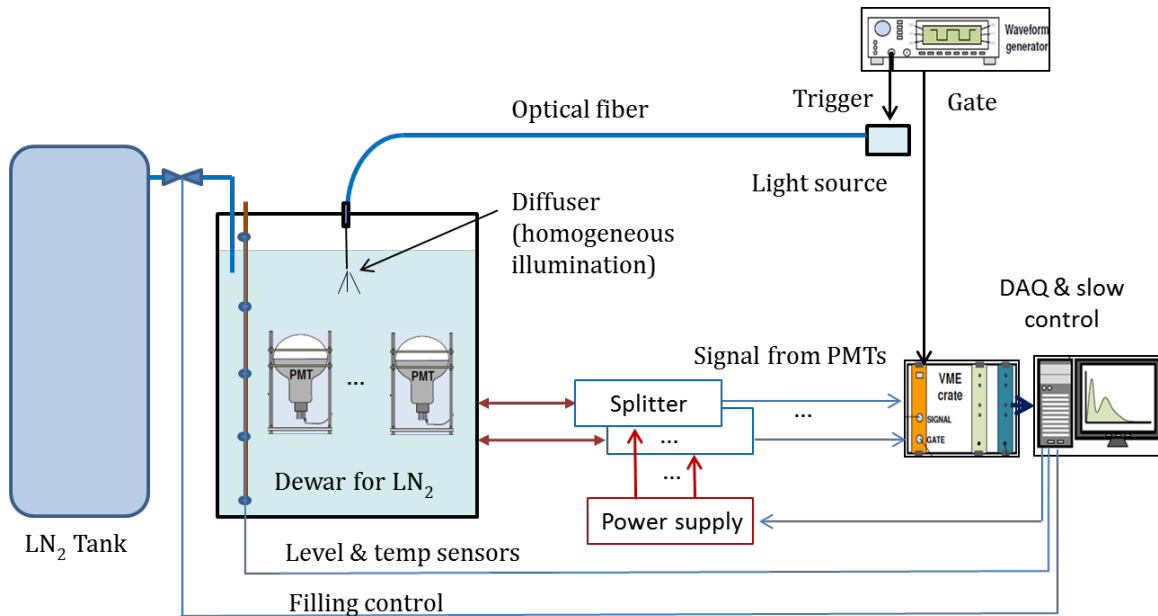 Waveform
generator
Trigger
Gate
Optical fiber
Light source
Diffuser
(homogeneous
illumination)
DAQ & slow
control
Signal from PMTs
PMT
...
PMT
Splitter
...
...
...
VME
crate
SIGNAL
GATE
Dewar for LN₂
Power supply
LN₂ Tank
Level & temp sensors
Filling control